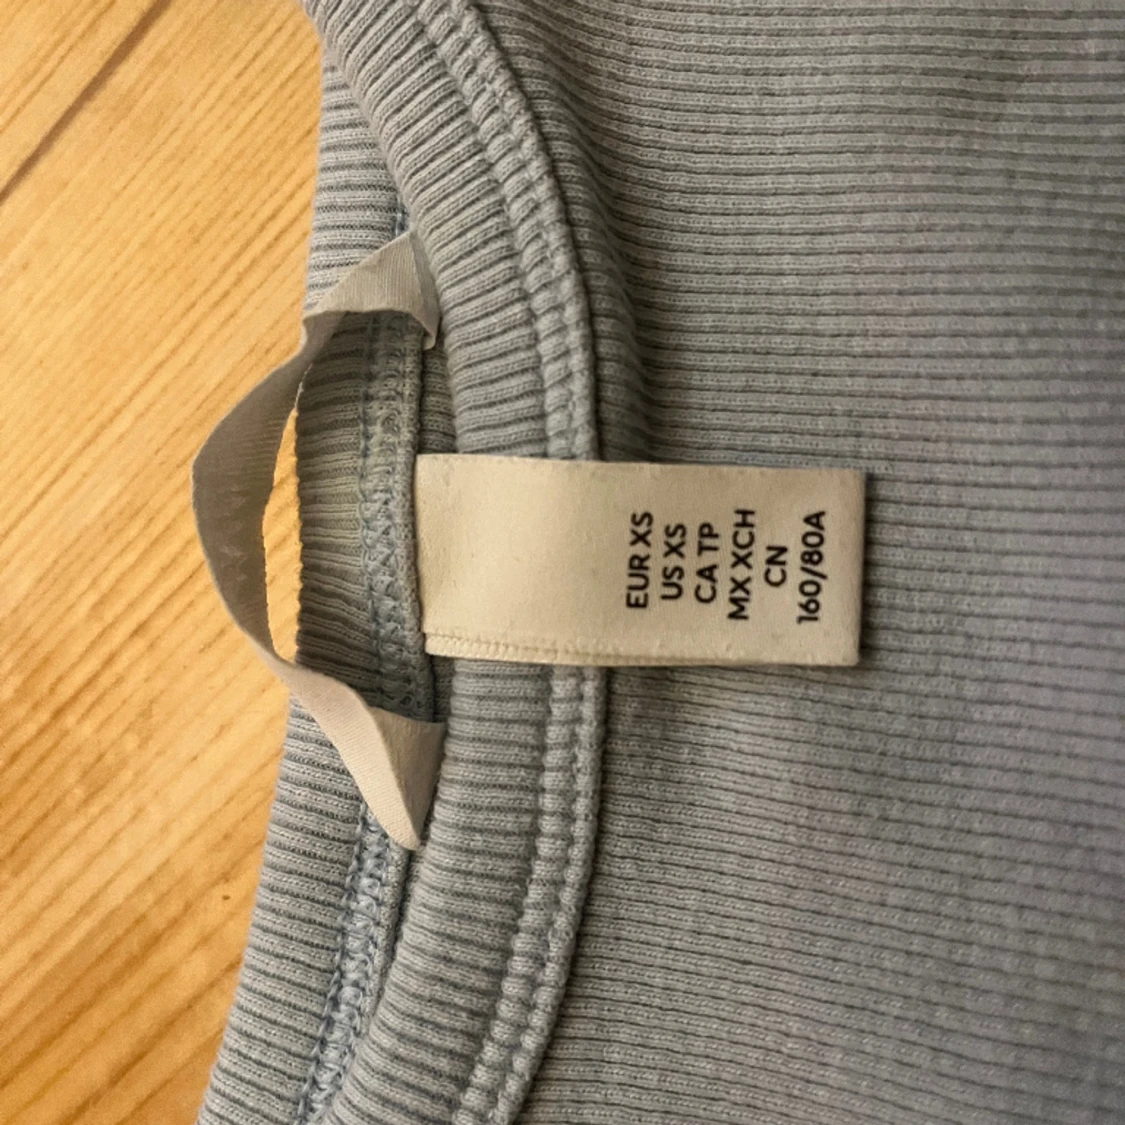 EUR XS
US XS
CA TP
MX XCH
CN
160/80A